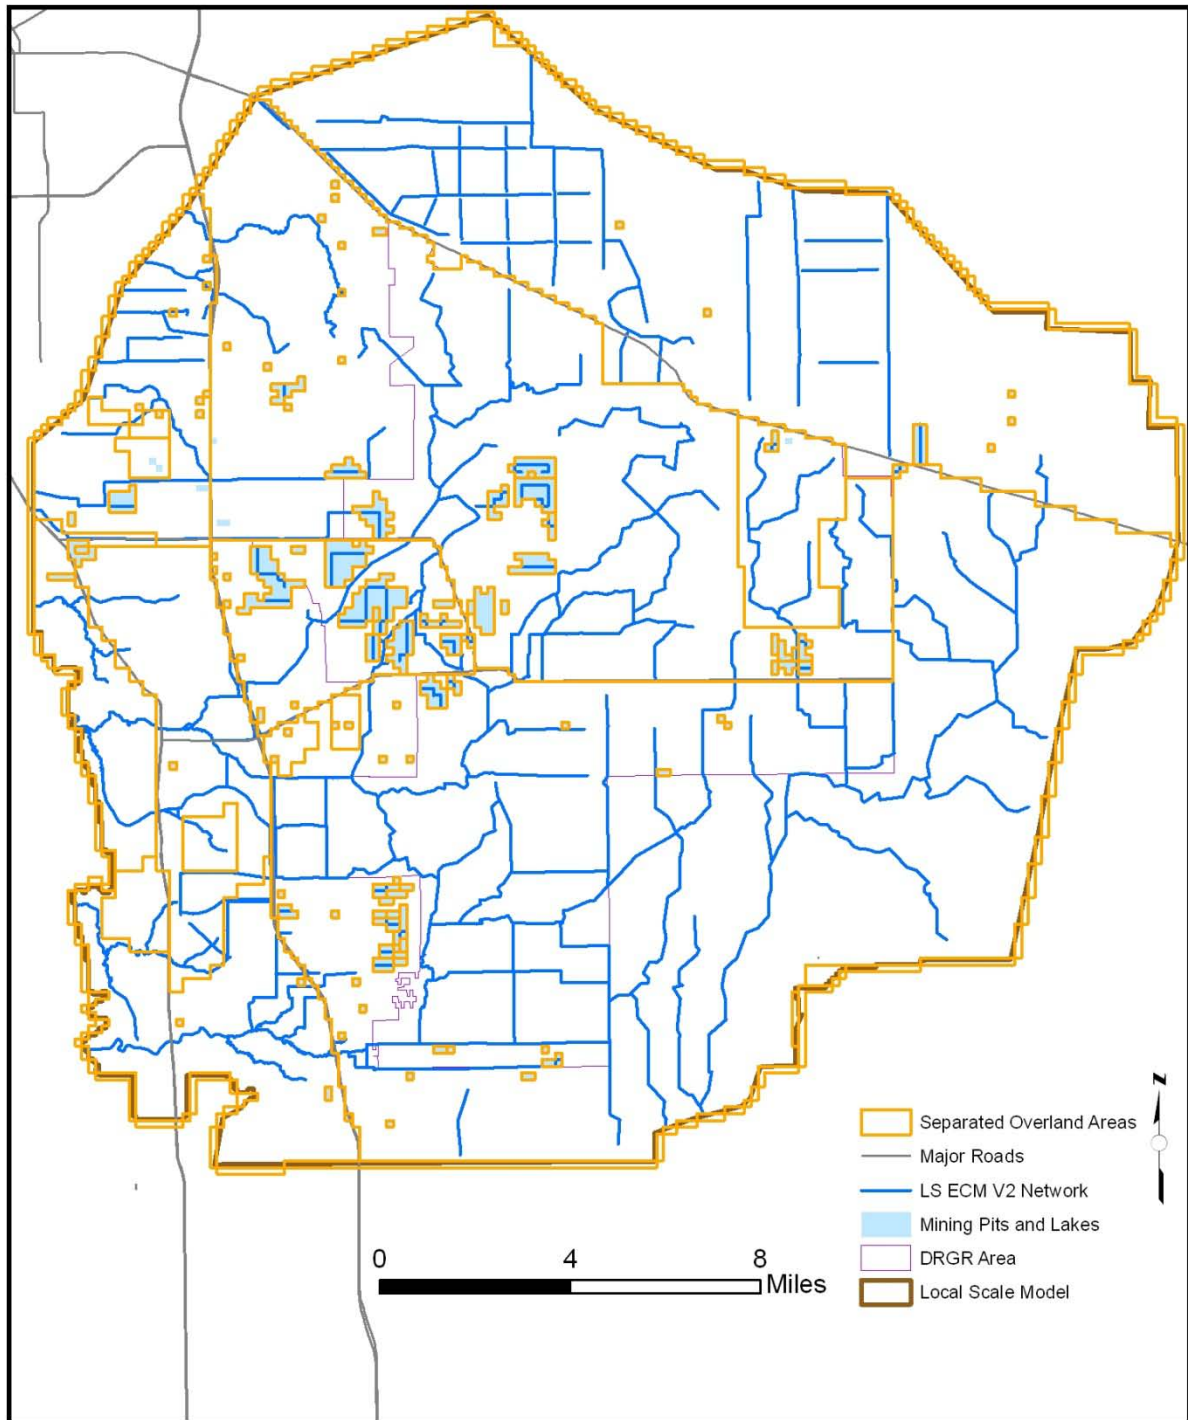 N
Separated Overland Areas
Major Roads
LS ECM V2 Network
Mining Pits and Lakes
DRGR Area
Local Scale Model
0 4 8
Miles